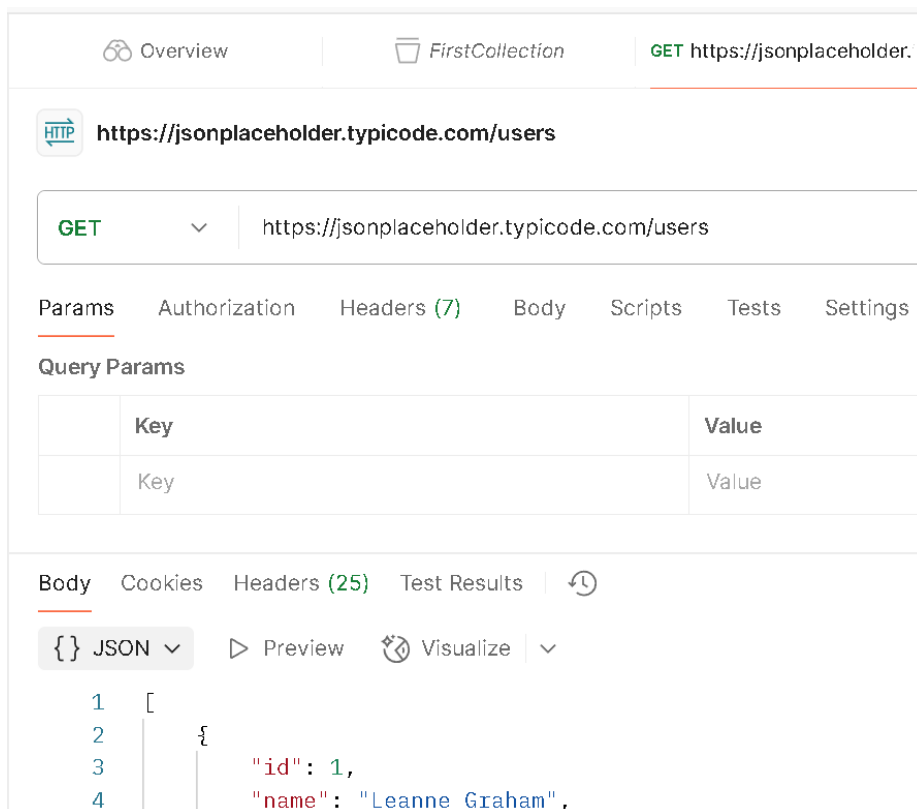 Overview FirstCollection GET https://jsonplaceholder.
HTTP https://jsonplaceholder.typicode.com/users
GET https://jsonplaceholder.typicode.com/users
Params Authorization Headers (7) Body Scripts Tests Settings
Query Params
Key Value
Key Value
Body Cookies Headers (25) Test Results
{} JSON Preview Visualize
1 [
2 {
3 "id": 1,
4 "name": "Leanne Graham",